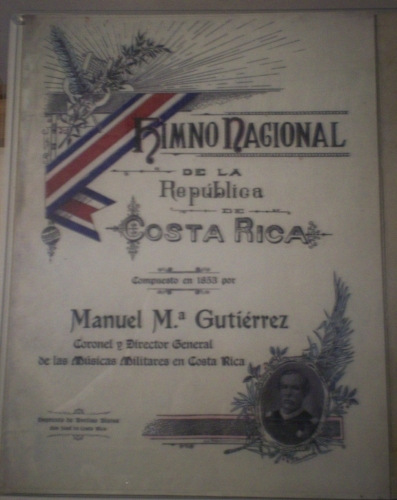 Himno Nacional
DE LA
República
DE
COSTA RICA
Compuesto en 1853 por
Manuel M.ª Gutiérrez
Coronel y Director General
de las Músicas Militares en Costa Rica